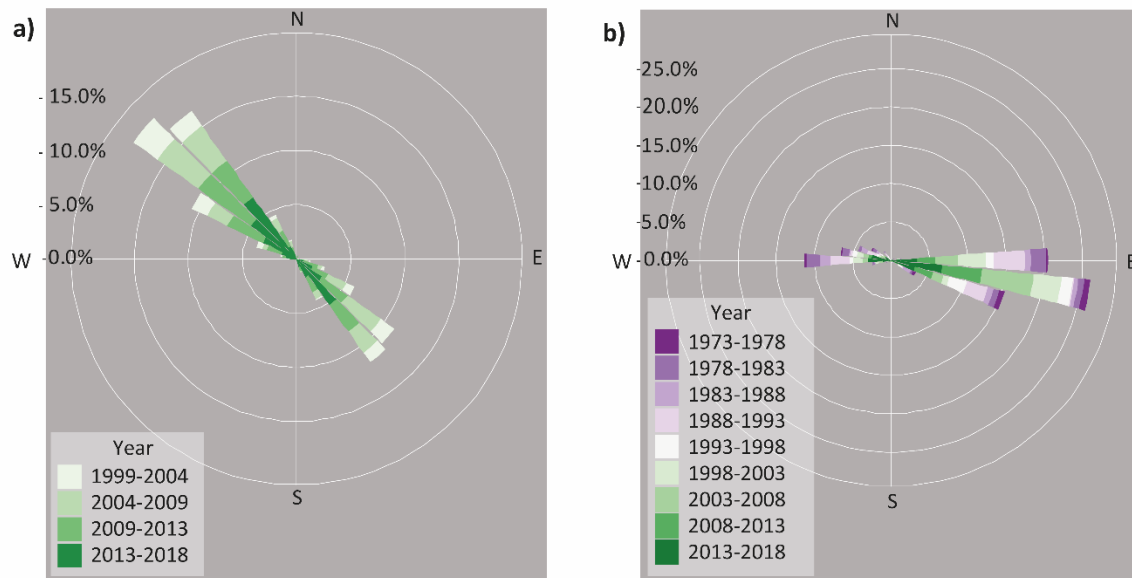 a)
N
- 15.0%
- 10.0%
- 5.0%
- 0.0%
W
E
S
Year
1999-2004
2004-2009
2009-2013
2013-2018
b)
N
-25.0%
-20.0%
-15.0%
-10.0%
-5.0%
-0.0%
W
E
S
Year
1973-1978
1978-1983
1983-1988
1988-1993
1993-1998
1998-2003
2003-2008
2008-2013
2013-2018